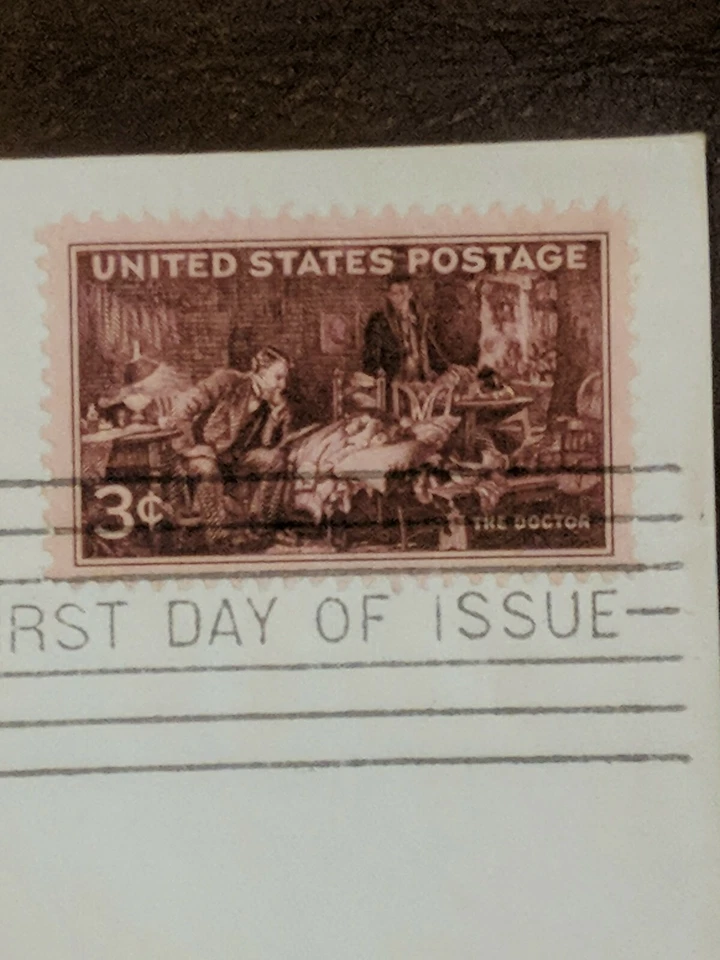 UNITED STATES POSTAGE
3¢
THE DOCTOR
RST DAY OF ISSUE